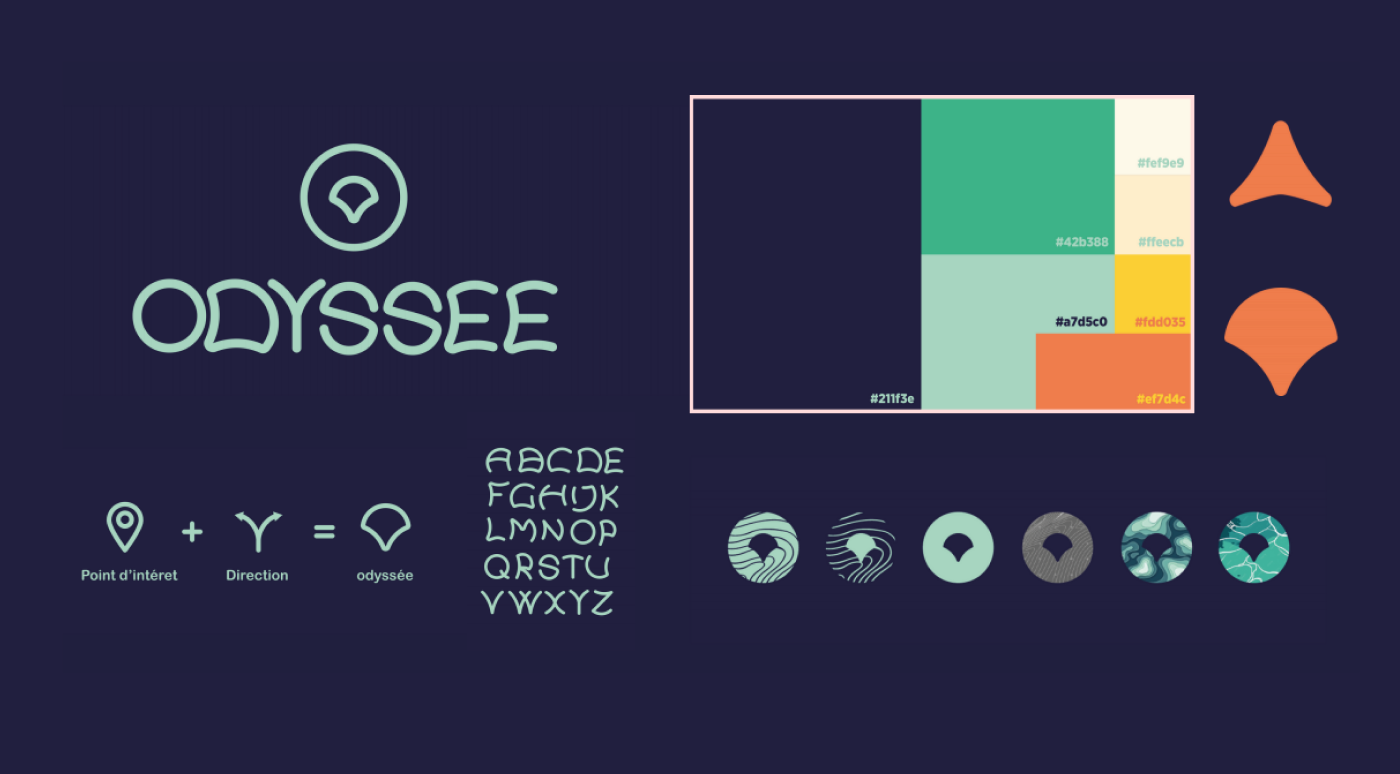 ODYSSEE
#fef9e9
#ffeecb
#42b388
#a7d5c0
#fdd035
#211f3e
#ef7d4c
Point d'intéret
+
Direction
=
odyssée
ABCDE
FGHIJK
LMNOP
QRSTU
VWXYZ